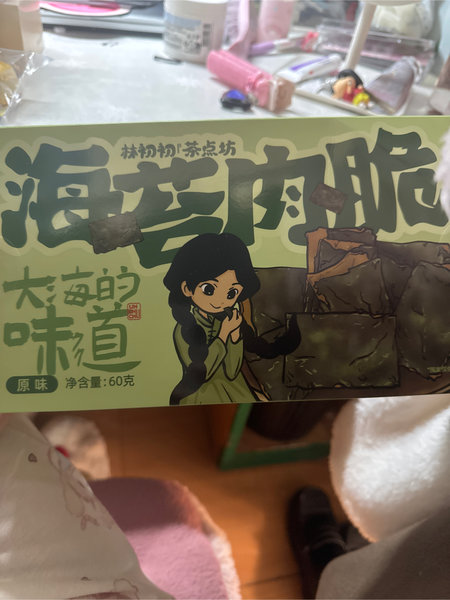 林初初「茶点坊
海苔肉脆
大海的
味道
原味 净含量:60克